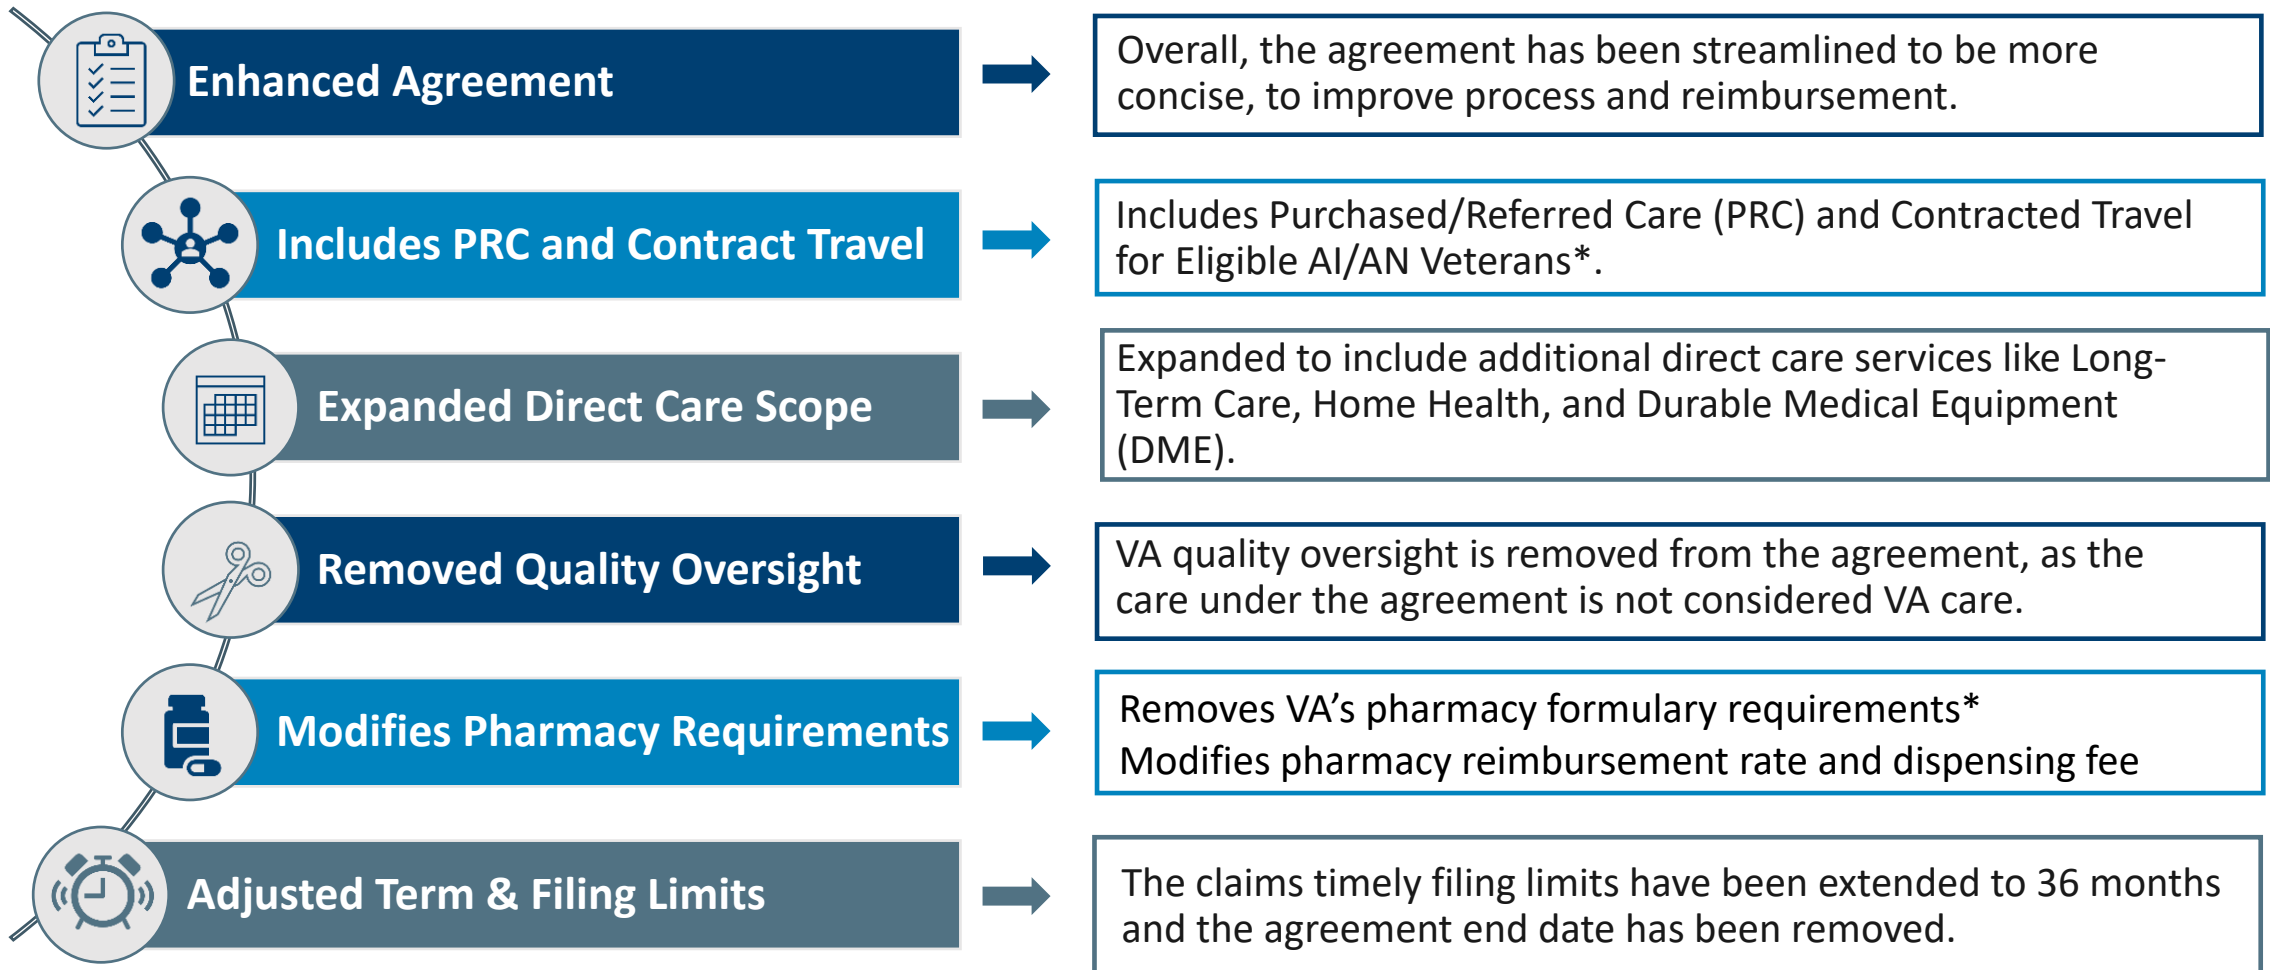 Enhanced Agreement
Overall, the agreement has been streamlined to be more
concise, to improve process and reimbursement.
Includes PRC and Contract Travel
Includes Purchased/Referred Care (PRC) and Contracted Travel
for Eligible AI/AN Veterans*.
Expanded Direct Care Scope
Expanded to include additional direct care services like Long-
Term Care, Home Health, and Durable Medical Equipment
(DME).
Removed Quality Oversight
VA quality oversight is removed from the agreement, as the
care under the agreement is not considered VA care.
Modifies Pharmacy Requirements
Removes VA’s pharmacy formulary requirements*
Modifies pharmacy reimbursement rate and dispensing fee
Adjusted Term & Filing Limits
The claims timely filing limits have been extended to 36 months
and the agreement end date has been removed.